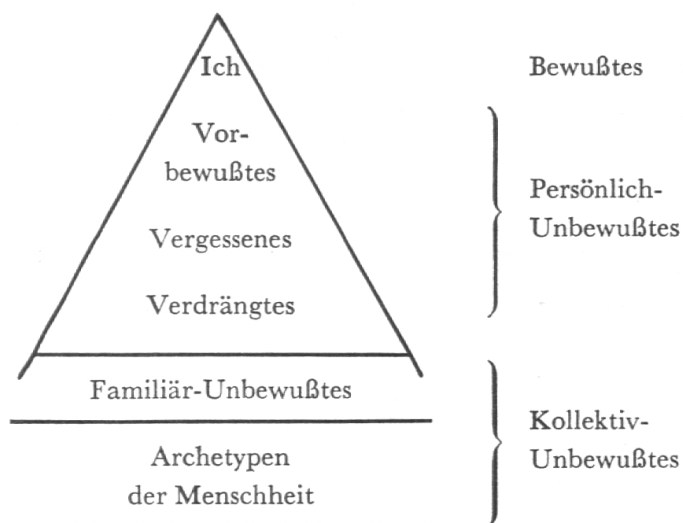 Ich
Bewußtes
Vor-
bewußtes
Persönlich-
Unbewußtes
Vergessenes
Verdrängtes
Familiär-Unbewußtes
Kollektiv-
Unbewußtes
Archetypen
der Menschheit